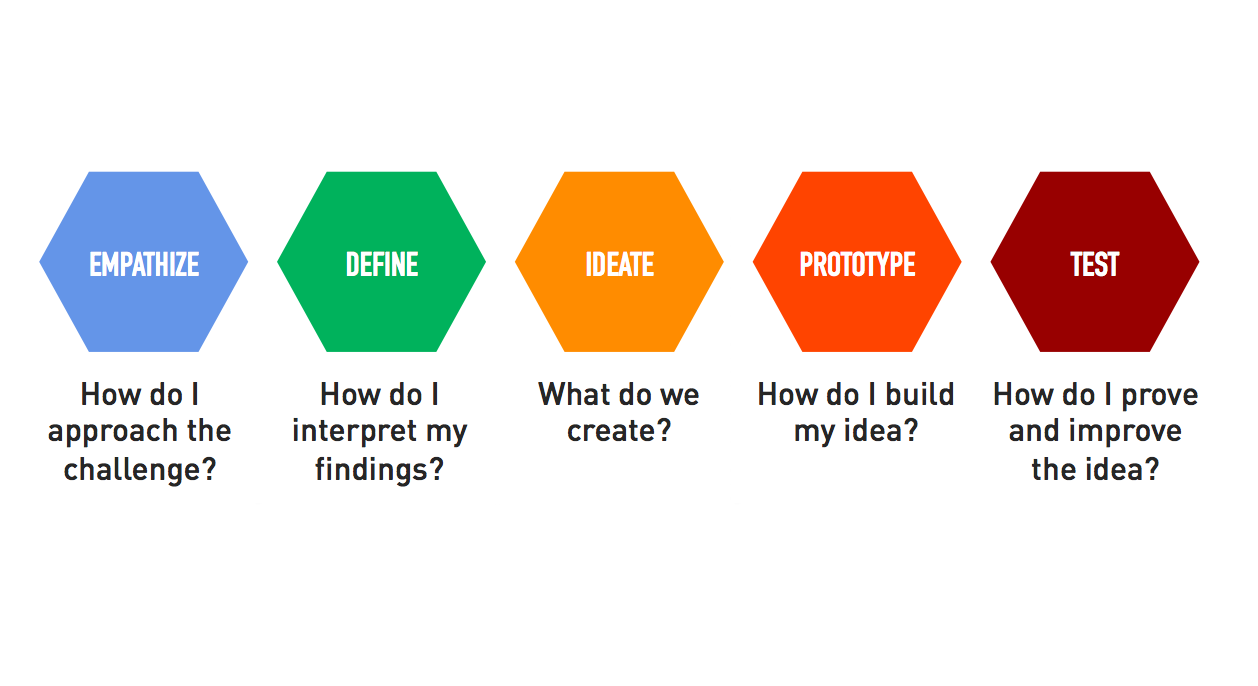 EMPATHIZE
How do I
approach the
challenge?
DEFINE
How do I
interpret my
findings?
IDEATE
What do we
create?
PROTOTYPE
How do I build
my idea?
TEST
How do I prove
and improve
the idea?